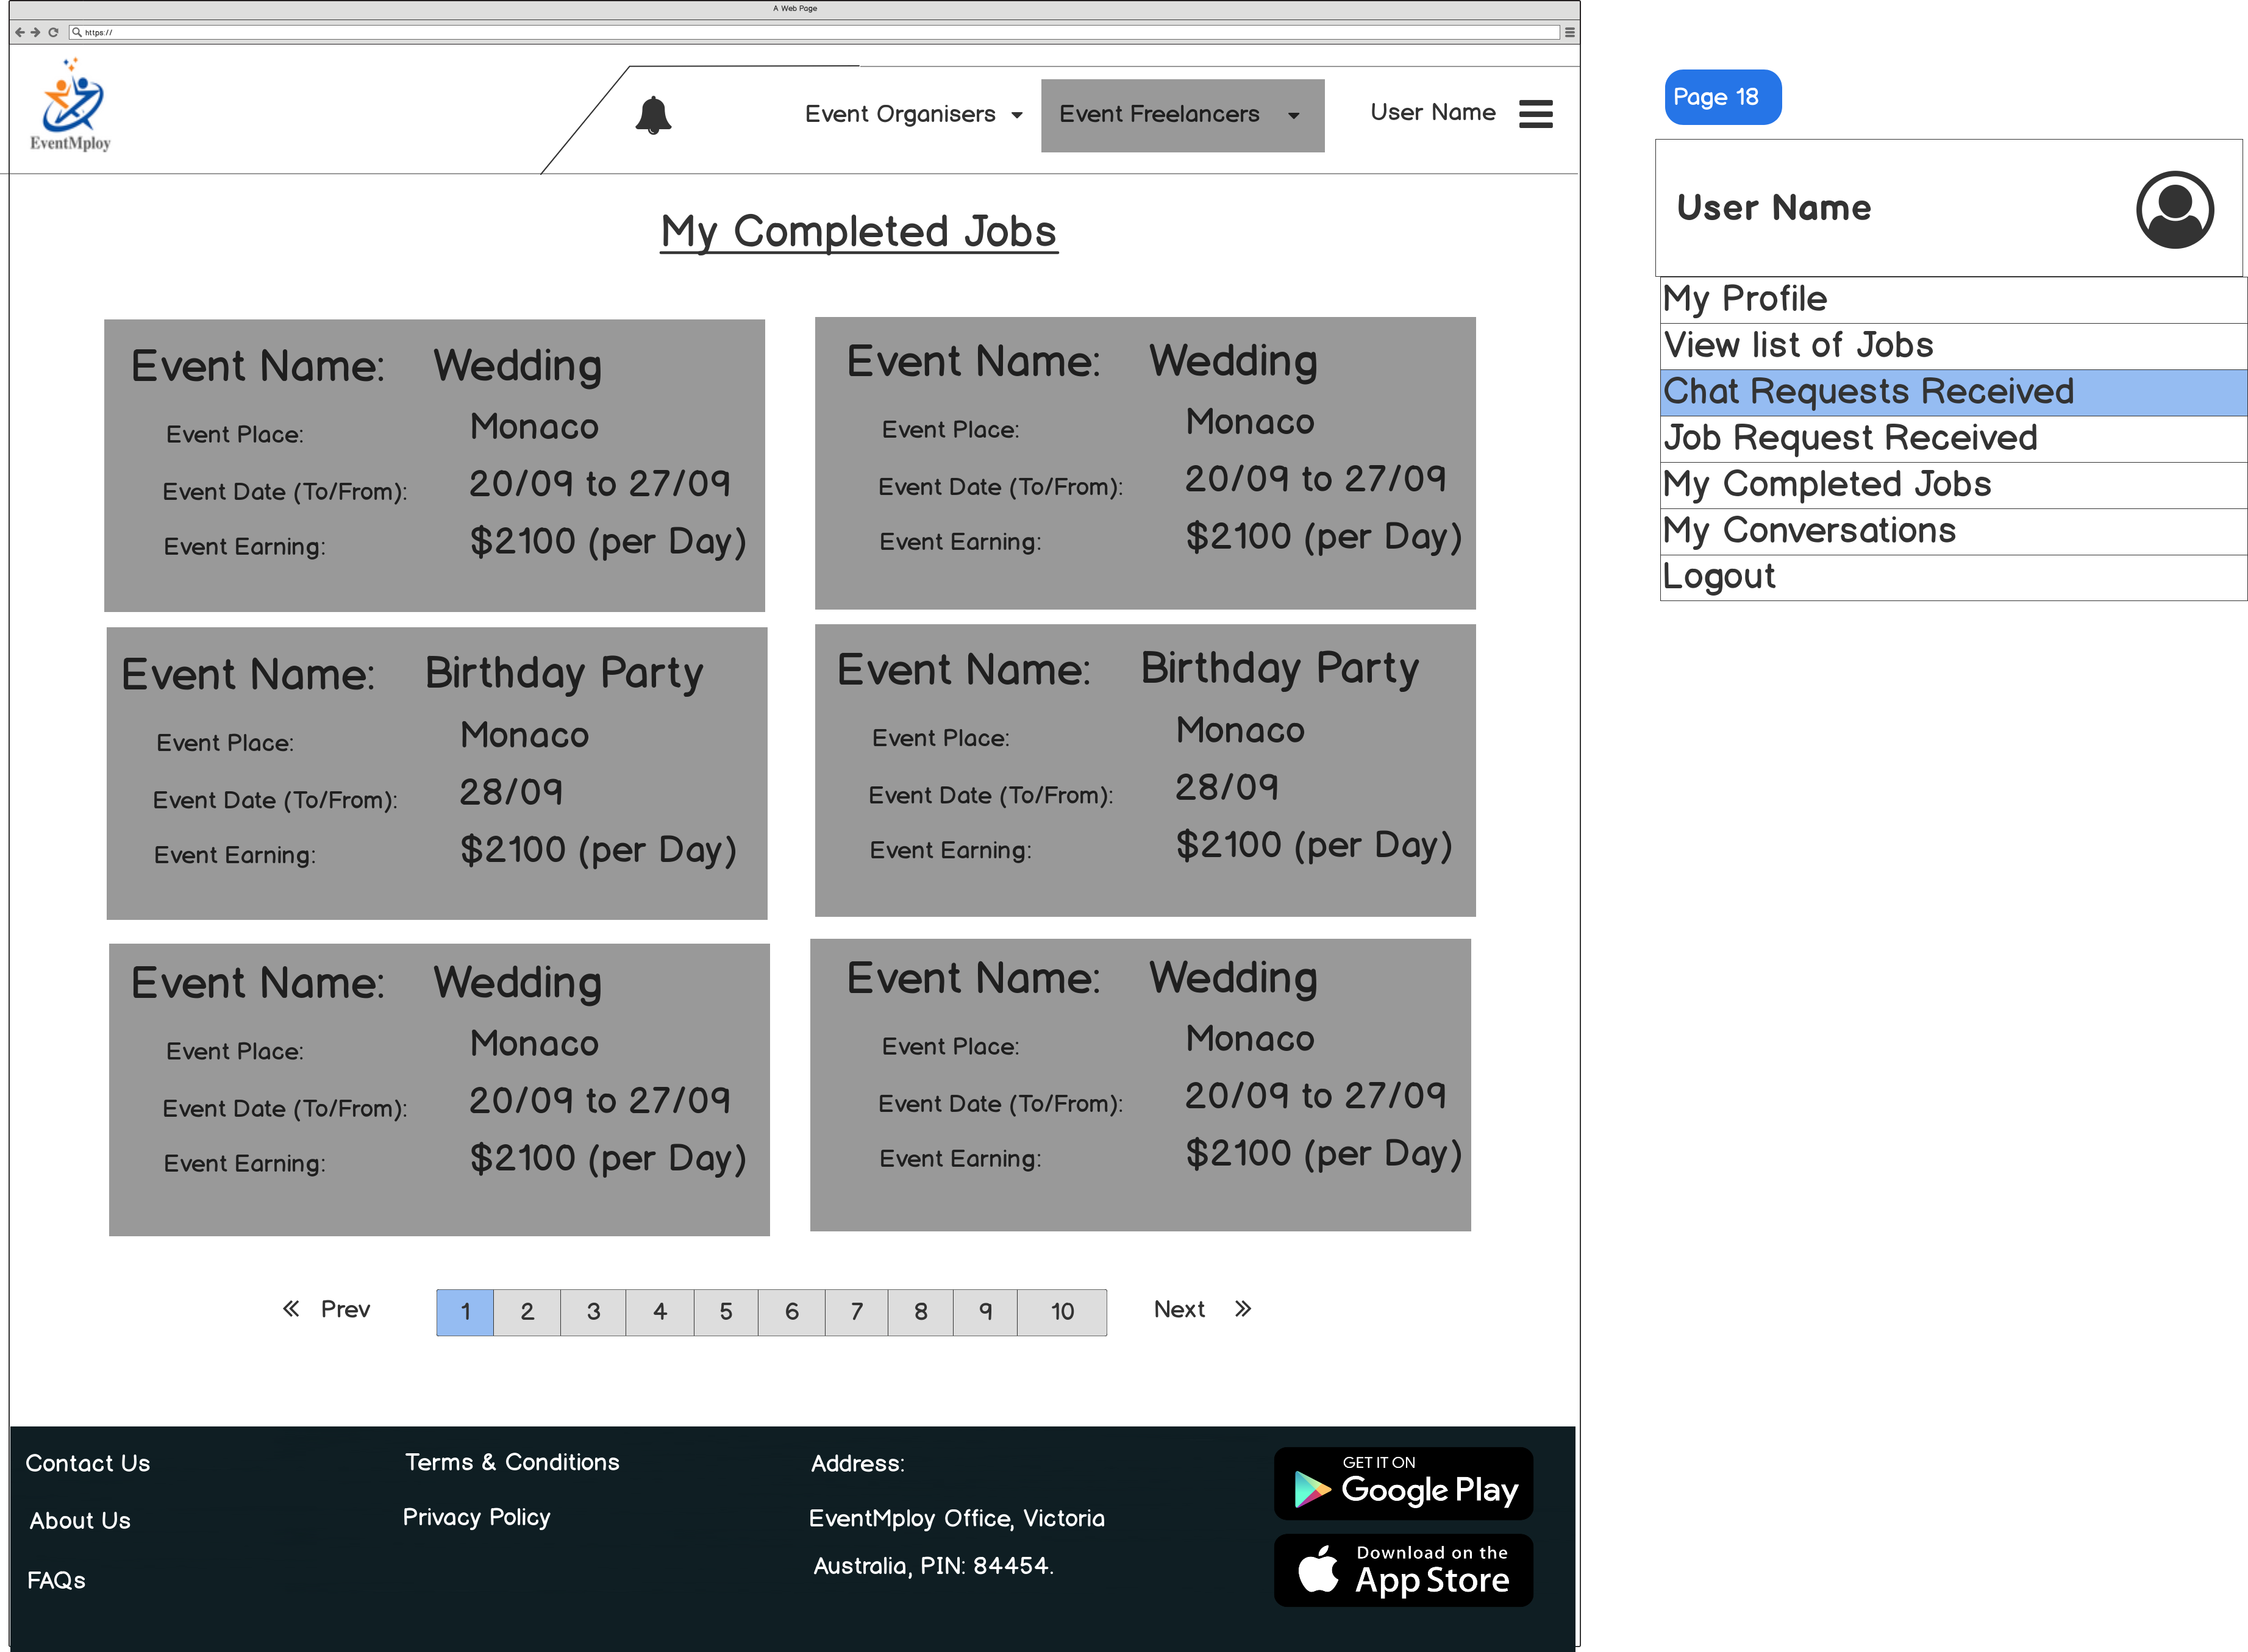 A Web Page
https://
EventMploy
Event Organisers
Event Freelancers
User Name
My Completed Jobs
Event Name: Wedding
Event Place: Monaco
Event Date (To/From): 20/09 to 27/09
Event Earning: $2100 (per Day)
Event Name: Wedding
Event Place: Monaco
Event Date (To/From): 20/09 to 27/09
Event Earning: $2100 (per Day)
Event Name: Birthday Party
Event Place: Monaco
Event Date (To/From): 28/09
Event Earning: $2100 (per Day)
Event Name: Birthday Party
Event Place: Monaco
Event Date (To/From): 28/09
Event Earning: $2100 (per Day)
Event Name: Wedding
Event Place: Monaco
Event Date (To/From): 20/09 to 27/09
Event Earning: $2100 (per Day)
Event Name: Wedding
Event Place: Monaco
Event Date (To/From): 20/09 to 27/09
Event Earning: $2100 (per Day)
« Prev 1 2 3 4 5 6 7 8 9 10 Next »
Contact Us
About Us
FAQs
Terms & Conditions
Privacy Policy
Address:
EventMploy Office, Victoria
Australia, PIN: 84454.
GET IT ON
Google Play
Download on the
App Store
Page 18
User Name
My Profile
View list of Jobs
Chat Requests Received
Job Request Received
My Completed Jobs
My Conversations
Logout